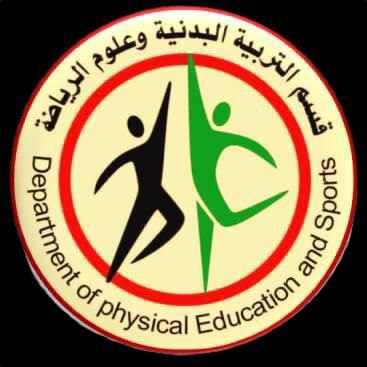 قسم التربية البدنية وعلوم الرياضة
Department of physical Education and Sports